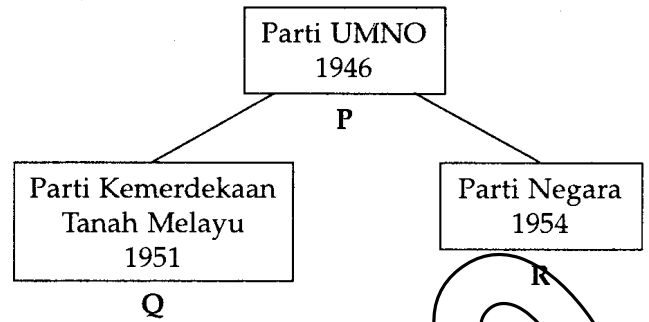 Parti UMNO
1946
P
Parti Kemerdekaan
Tanah Melayu
1951
Q
Parti Negara
1954
R